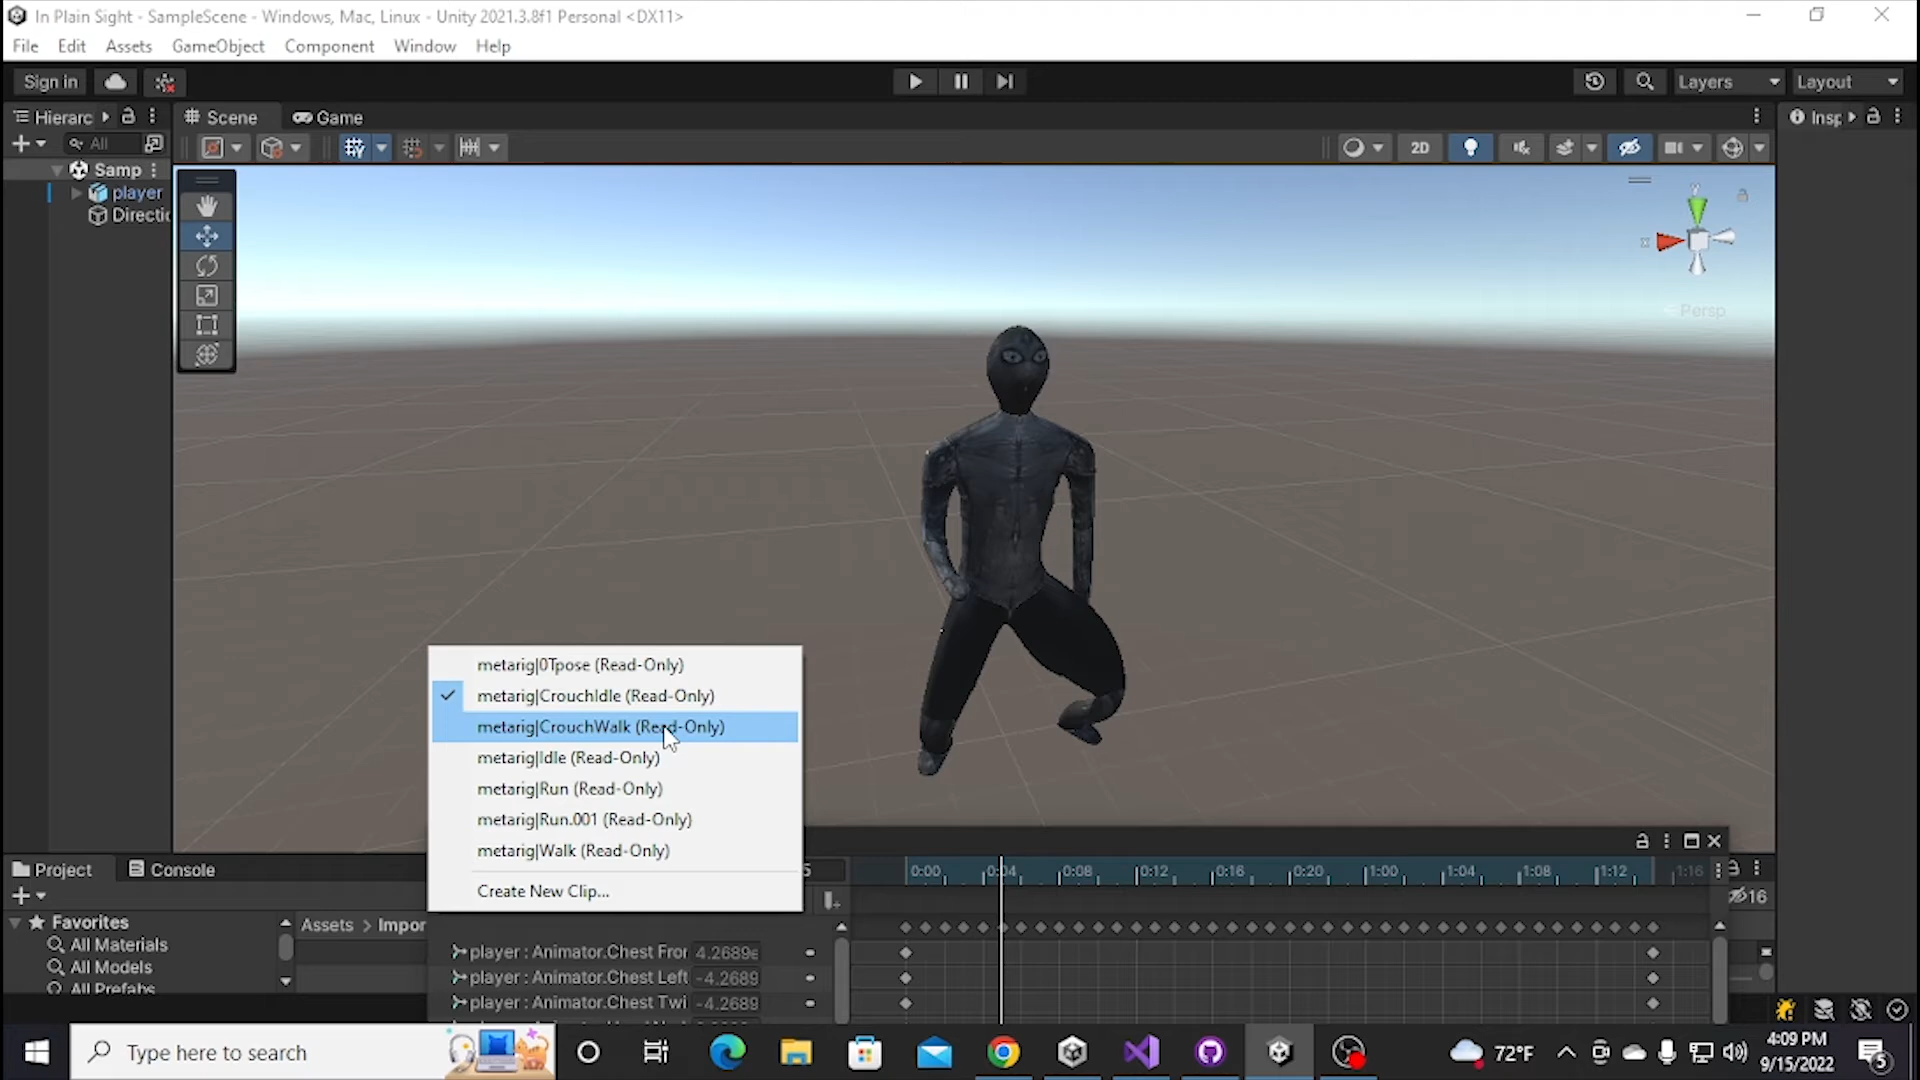 In Plain Sight - SampleScene - Windows, Mac, Linux - Unity 2021.3.8f1 Personal <DX11>
File Edit Assets GameObject Component Window Help
Sign in
Layers
Layout
Hierarc
Scene
Game
Insp
All
2D
Samp
player
Directic
y
x
Persp
metarig|0Tpose (Read-Only)
metarig|CrouchIdle (Read-Only)
metarig|CrouchWalk (Read-Only)
metarig|Idle (Read-Only)
metarig|Run (Read-Only)
metarig|Run.001 (Read-Only)
metarig|Walk (Read-Only)
Create New Clip...
Project
Console
5
0:00 0:04 0:08 0:12 0:16 0:20 1:00 1:04 1:08 1:12 1:16
16
Favorites
All Materials
All Models
All Prefabs
Assets > Impor
player : Animator.Chest Fror 4.2689e
player : Animator.Chest Left -4.2689
player : Animator.Chest Twi -4.2689
Type here to search
72°F
4:09 PM
9/15/2022
5